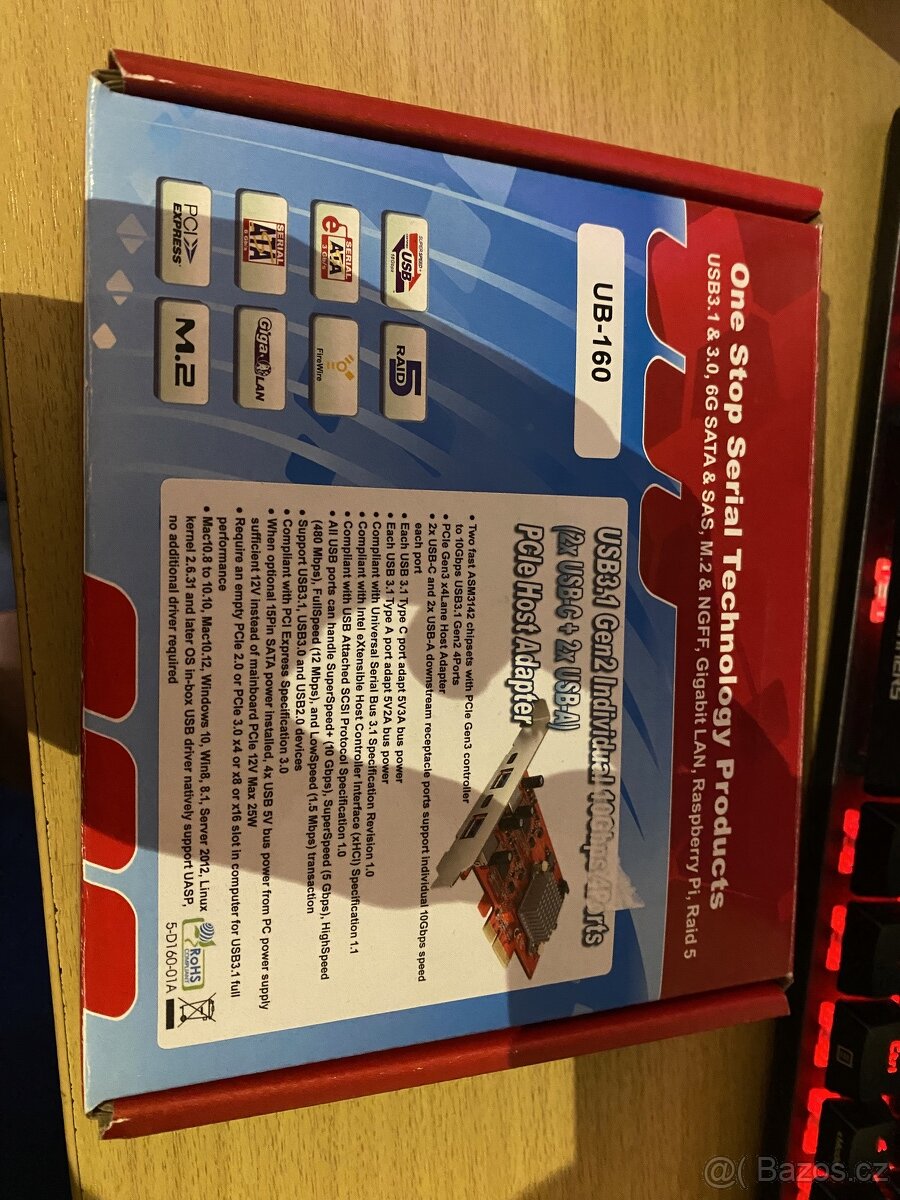 One Stop Serial Technology Products
USB3.1 & 3.0, 6G SATA & SAS, M.2 & NGFF, Gigabit LAN, Raspberry Pi, Raid 5
UB-160
USB
10Gbps
RAID 5
SERIAL
eATA
3 Gb/s
FireWire
SERIAL
ATA
6 Gb/s
Giga LAN
PCI
EXPRESS
M.2
USB3.1 Gen2 Individual 10Gbps 4Ports
(2x USB-C + 2x USB-A)
PCIe Host Adapter
• Two fast ASM3142 chipsets with PCIe Gen3 controller
to 10Gbps USB3.1 Gen2 4Ports
• PCIe Gen3 x4Lane Host Adapter
• 2x USB-C and 2x USB-A downstream receptacle ports support individual 10Gbps speed
each port
• Each USB 3.1 Type C port adapt 5V3A bus power
• Each USB 3.1 Type A port adapt 5V2A bus power
• Compliant with Universal Serial Bus 3.1 Specification Revision 1.0
• Compliant with Intel eXtensible Host Controller Interface (xHCI) Specification 1.1
• Compliant with USB Attached SCSI Protocol Specification 1.0
• All USB ports can handle SuperSpeed+ (10 Gbps), SuperSpeed (5 Gbps), HighSpeed
(480 Mbps), FullSpeed (12 Mbps), and LowSpeed (1.5 Mbps) transaction
• Support USB3.1, USB3.0 and USB2.0 devices
• Compliant with PCI Express Specification 3.0
• When optional 15Pin SATA power installed, 4x USB 5V bus power from PC power supply
sufficient 12V instead of mainboard PCIe 12V Max 25W
• Require an empty PCIe 2.0 or PCIe 3.0 x4 or x8 or x16 slot in computer for USB3.1 full
performance
• Mac10.8 to 10.10, Mac10.12, Windows 10, Win8, 8.1, Server 2012, Linux
kernel 2.6.31 and later OS in-box USB driver natively support UASP,
no additional driver required
RoHS
COMPLIANT
5-D160-01A
@( Bazos.cz